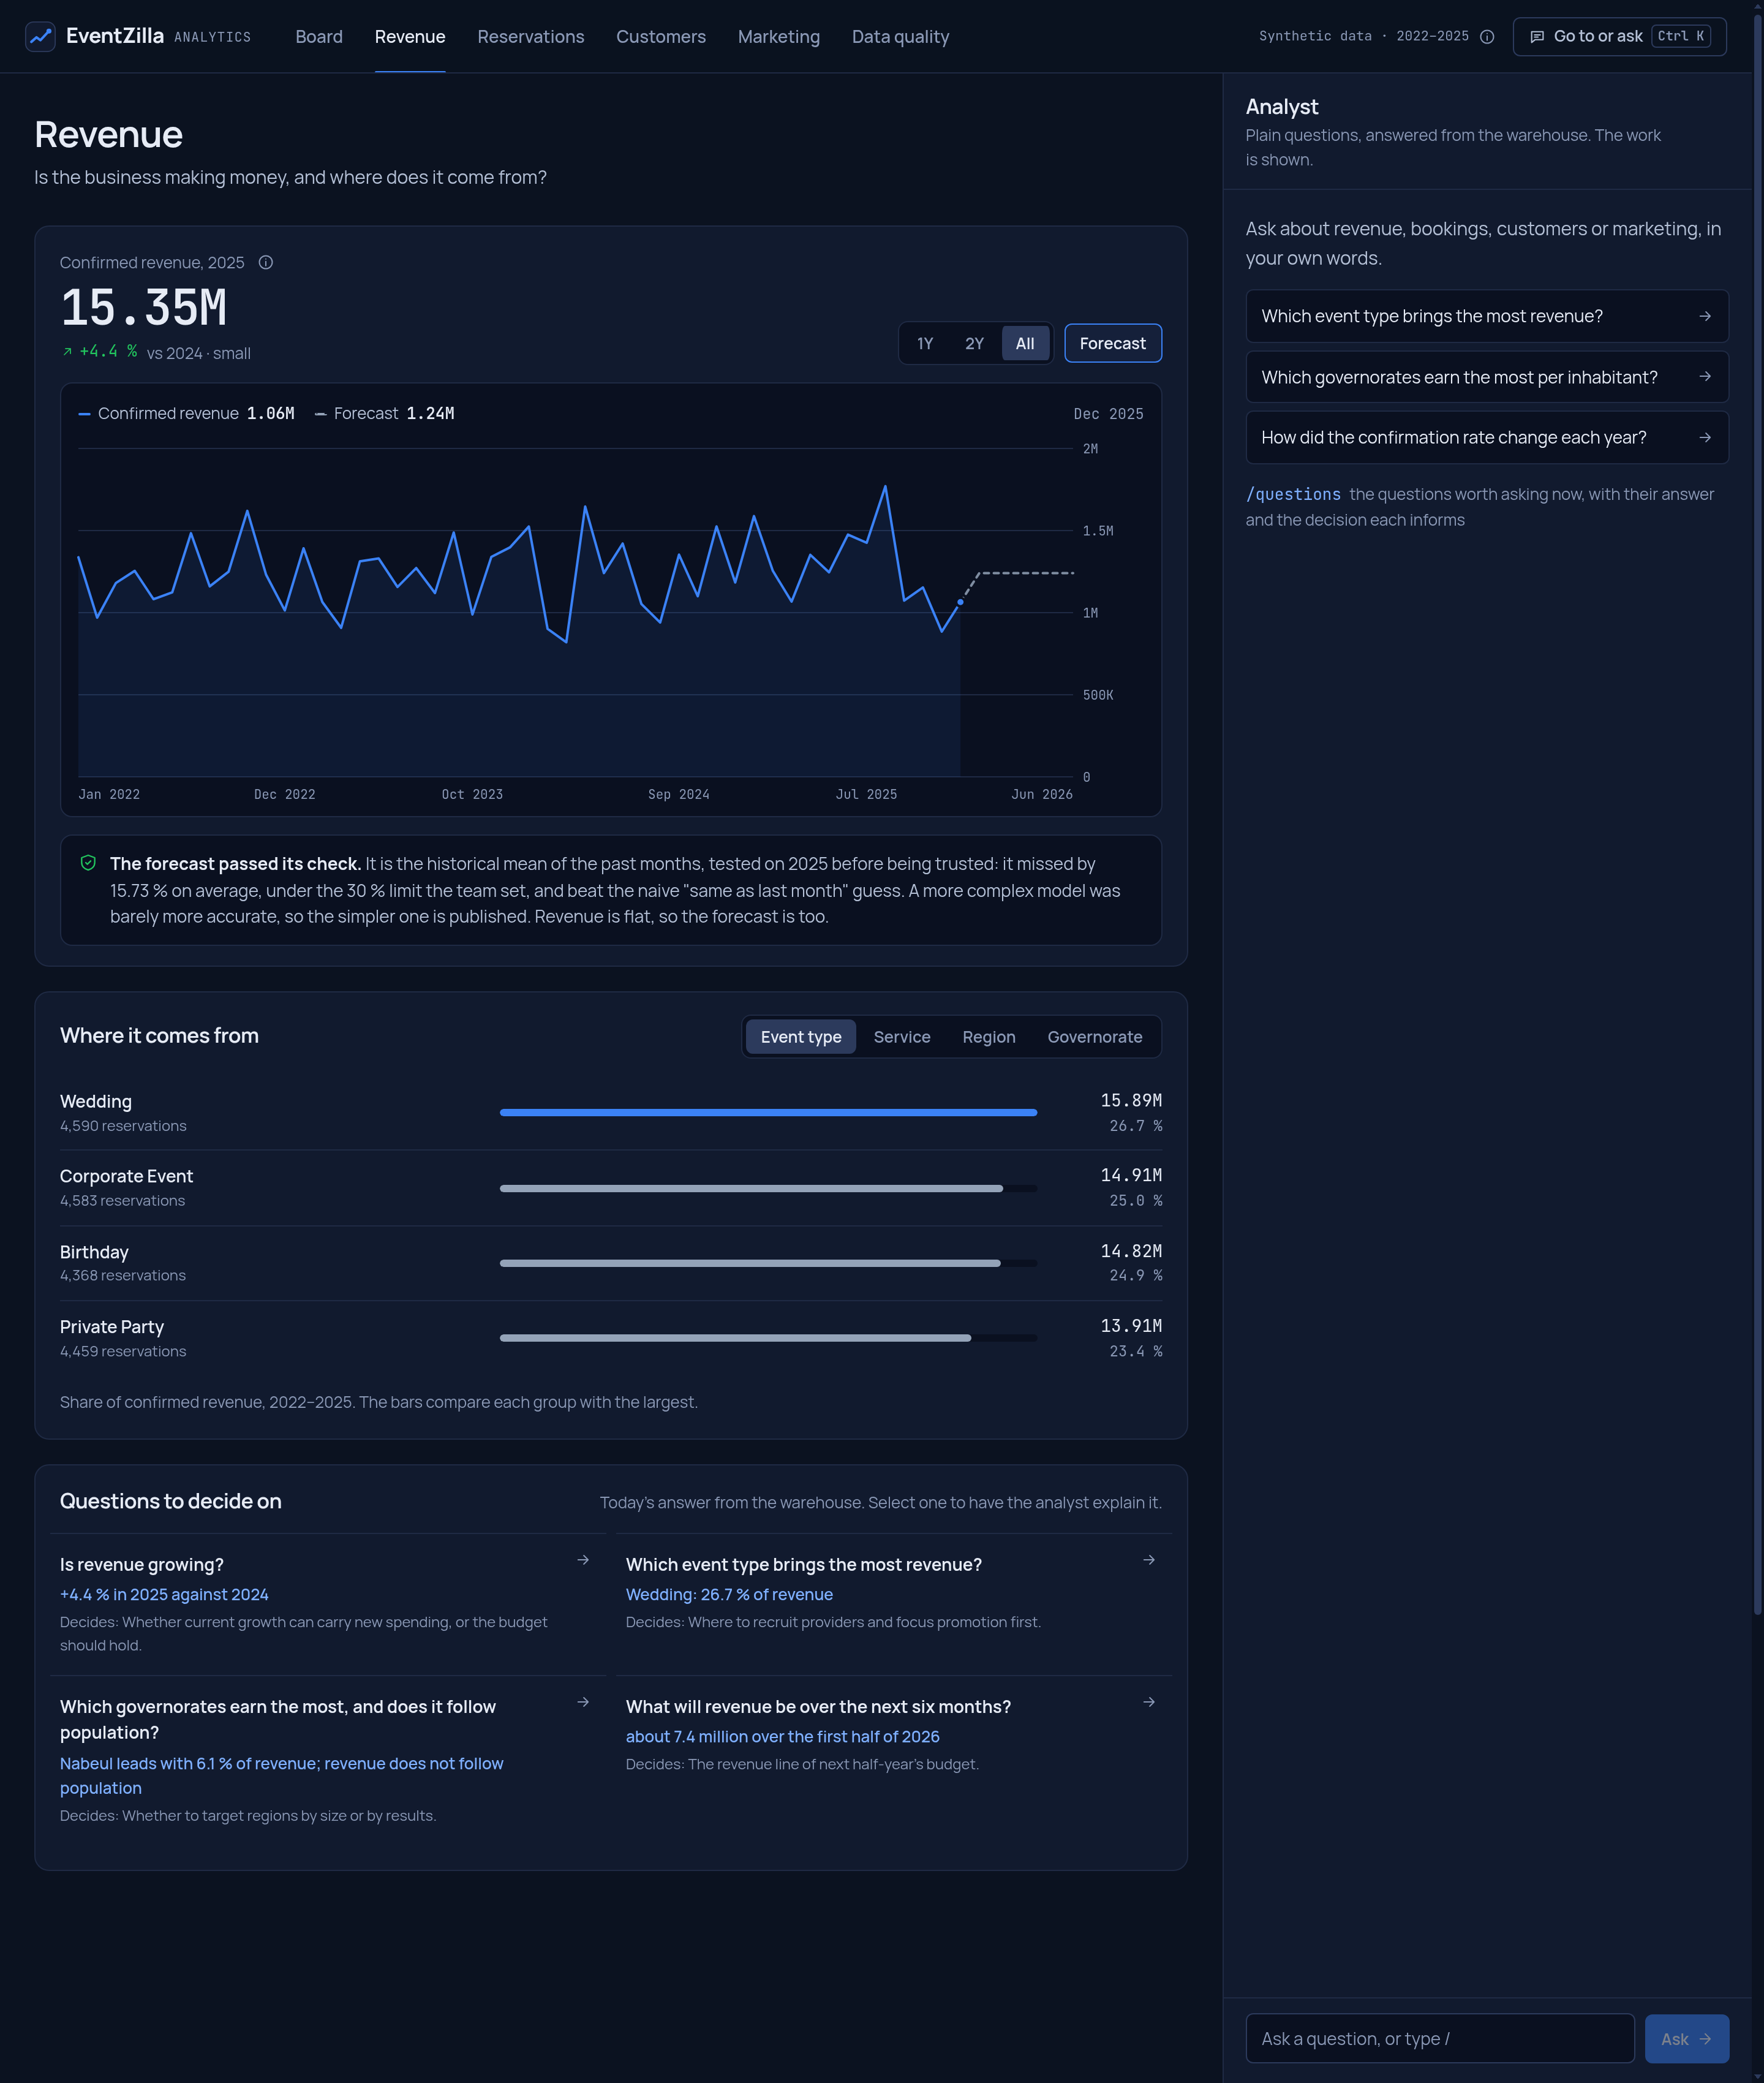 EventZilla ANALYTICS
Board
Revenue
Reservations
Customers
Marketing
Data quality
Synthetic data · 2022–2025
Go to or ask Ctrl K
Revenue
Is the business making money, and where does it come from?
Confirmed revenue, 2025
15.35M
+4.4 % vs 2024 · small
1Y 2Y All Forecast
Confirmed revenue 1.06M Forecast 1.24M Dec 2025
2M
1.5M
1M
500K
0
Jan 2022 Dec 2022 Oct 2023 Sep 2024 Jul 2025 Jun 2026
The forecast passed its check. It is the historical mean of the past months, tested on 2025 before being trusted: it missed by
15.73 % on average, under the 30 % limit the team set, and beat the naive "same as last month" guess. A more complex model was
barely more accurate, so the simpler one is published. Revenue is flat, so the forecast is too.
Where it comes from
Event type Service Region Governorate
Wedding
4,590 reservations
15.89M
26.7 %
Corporate Event
4,583 reservations
14.91M
25.0 %
Birthday
4,368 reservations
14.82M
24.9 %
Private Party
4,459 reservations
13.91M
23.4 %
Share of confirmed revenue, 2022–2025. The bars compare each group with the largest.
Questions to decide on
Today's answer from the warehouse. Select one to have the analyst explain it.
Is revenue growing?
+4.4 % in 2025 against 2024
Decides: Whether current growth can carry new spending, or the budget
should hold.
Which event type brings the most revenue?
Wedding: 26.7 % of revenue
Decides: Where to recruit providers and focus promotion first.
Which governorates earn the most, and does it follow
population?
Nabeul leads with 6.1 % of revenue; revenue does not follow
population
Decides: Whether to target regions by size or by results.
What will revenue be over the next six months?
about 7.4 million over the first half of 2026
Decides: The revenue line of next half-year's budget.
Analyst
Plain questions, answered from the warehouse. The work
is shown.
Ask about revenue, bookings, customers or marketing, in
your own words.
Which event type brings the most revenue?
Which governorates earn the most per inhabitant?
How did the confirmation rate change each year?
/questions the questions worth asking now, with their answer
and the decision each informs
Ask a question, or type /
Ask